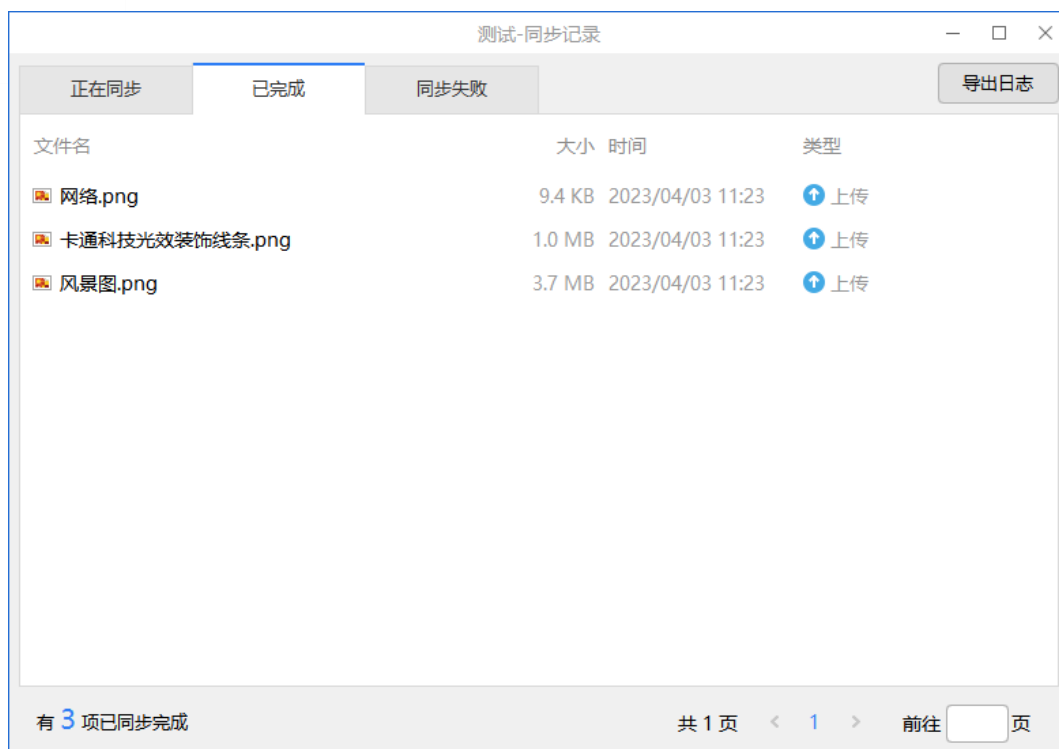 测试-同步记录
正在同步 已完成 同步失败 导出日志
文件名 大小 时间 类型
网络.png 9.4 KB 2023/04/03 11:23 上传
卡通科技光效装饰线条.png 1.0 MB 2023/04/03 11:23 上传
风景图.png 3.7 MB 2023/04/03 11:23 上传
有 3 项已同步完成 共 1 页 < 1 > 前往 页